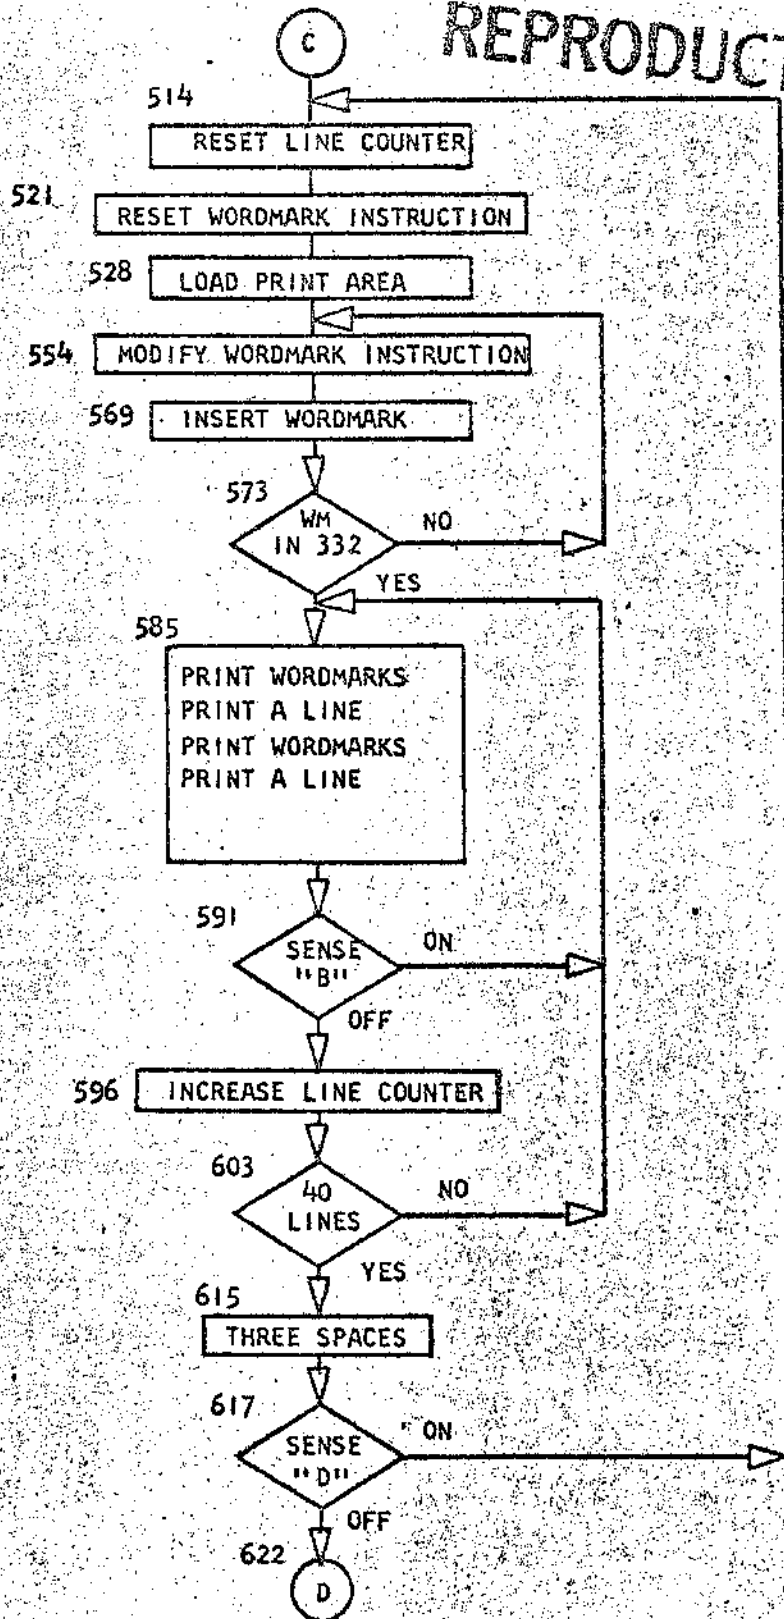 C
REPRODUCT
514
RESET LINE COUNTER
521
RESET WORDMARK INSTRUCTION
528
LOAD PRINT AREA
554
MODIFY WORDMARK INSTRUCTION
569
INSERT WORDMARK
573
WM
IN 332
NO
YES
585
PRINT WORDMARKS
PRINT A LINE
PRINT WORDMARKS
PRINT A LINE
591
SENSE
"B"
ON
OFF
596
INCREASE LINE COUNTER
603
40
LINES
NO
YES
615
THREE SPACES
617
SENSE
"D"
ON
OFF
622
D